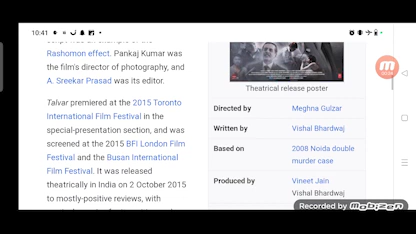 10:41
Rashomon effect. Pankaj Kumar was
the film's director of photography, and
A. Sreekar Prasad was its editor.
Talvar premiered at the 2015 Toronto
International Film Festival in the
special-presentation section, and was
screened at the 2015 BFI London Film
Festival and the Busan International
Film Festival. It was released
theatrically in India on 2 October 2015
to mostly-positive reviews, with
Theatrical release poster
Directed by Meghna Gulzar
Written by Vishal Bhardwaj
Based on 2008 Noida double
murder case
Produced by Vineet Jain
Vishal Bhardwaj
Recorded by
MOBIZEN